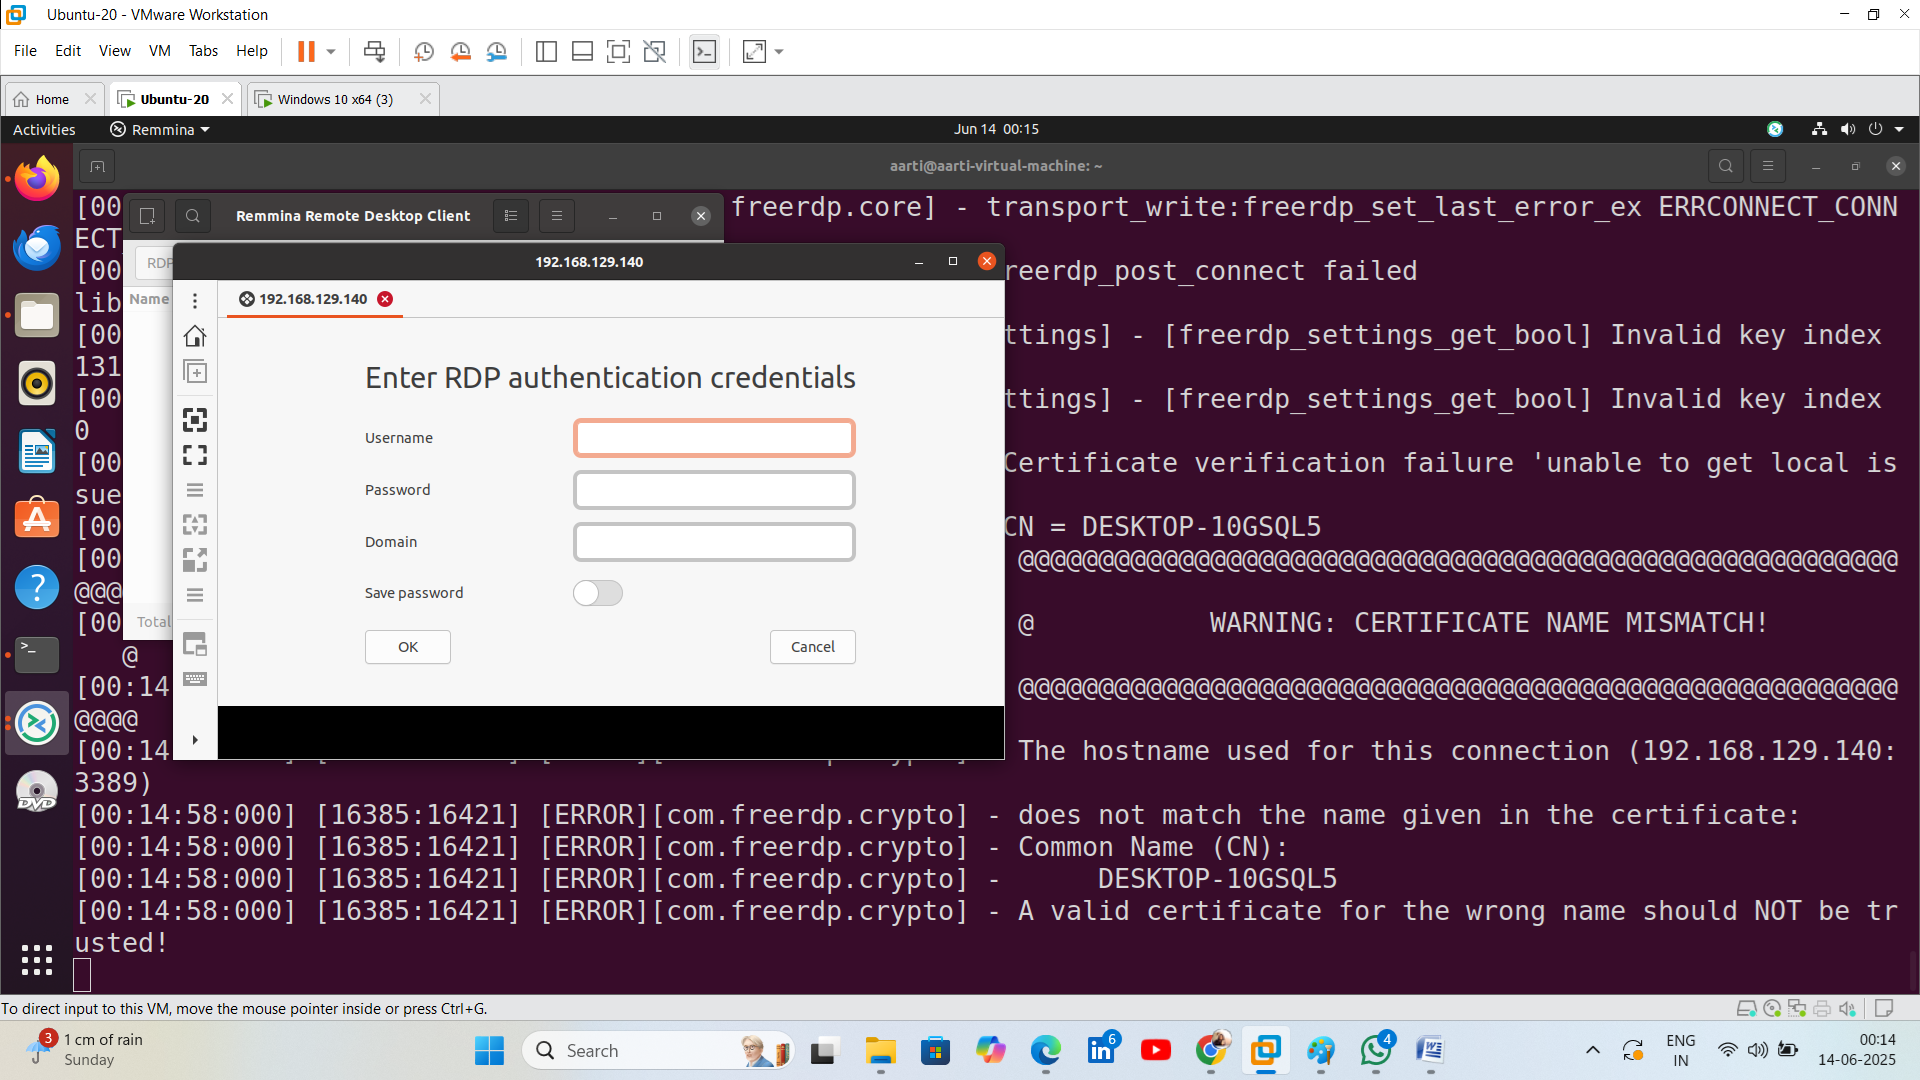 Ubuntu-20 - VMware Workstation
File Edit View VM Tabs Help
Home Ubuntu-20 Windows 10 x64 (3)
Activities Remmina Jun 14 00:15
aarti@aarti-virtual-machine: ~
Remmina Remote Desktop Client
RDP
Name
Total
192.168.129.140
192.168.129.140
Enter RDP authentication credentials
Username
Password
Domain
Save password
OK Cancel
[00 freerdp.core] - transport_write:freerdp_set_last_error_ex ERRCONNECT_CONN
ECT
[00 reerdp_post_connect failed
lib
[00 ttings] - [freerdp_settings_get_bool] Invalid key index
131
[00 ttings] - [freerdp_settings_get_bool] Invalid key index
0
[00 Certificate verification failure 'unable to get local is
sue
[00 CN = DESKTOP-10GSQL5
[00 @@@@@@@@@@@@@@@@@@@@@@@@@@@@@@@@@@@@@@@@@@@@@@@@@@@@@@@
@@@@
[00 @ WARNING: CERTIFICATE NAME MISMATCH!
@
[00:14 @@@@@@@@@@@@@@@@@@@@@@@@@@@@@@@@@@@@@@@@@@@@@@@@@@@@@@@
@@@@
[00:14: The hostname used for this connection (192.168.129.140:
3389)
[00:14:58:000] [16385:16421] [ERROR][com.freerdp.crypto] - does not match the name given in the certificate:
[00:14:58:000] [16385:16421] [ERROR][com.freerdp.crypto] - Common Name (CN):
[00:14:58:000] [16385:16421] [ERROR][com.freerdp.crypto] - DESKTOP-10GSQL5
[00:14:58:000] [16385:16421] [ERROR][com.freerdp.crypto] - A valid certificate for the wrong name should NOT be tr
usted!
To direct input to this VM, move the mouse pointer inside or press Ctrl+G.
3
1 cm of rain
Sunday
Search
6
4
ENG
IN
00:14
14-06-2025